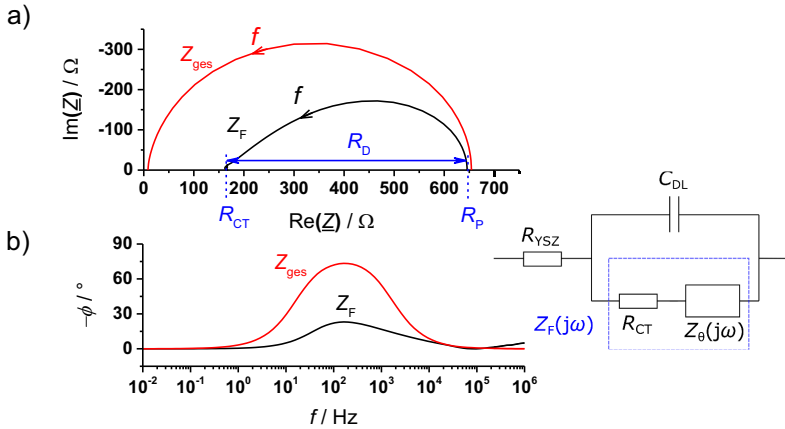 a)
Im(Z) / Ω
-300
-200
-100
0
Z_ges
f
f
Z_F
R_D
0 100 200 300 400 500 600 700
R_CT
Re(Z) / Ω
R_P
C_DL
R_YSZ
Z_F(jω)
R_CT
Z_θ(jω)
b)
−ϕ / °
90
60
30
0
Z_ges
Z_F
10^-2 10^-1 10^0 10^1 10^2 10^3 10^4 10^5 10^6
f / Hz